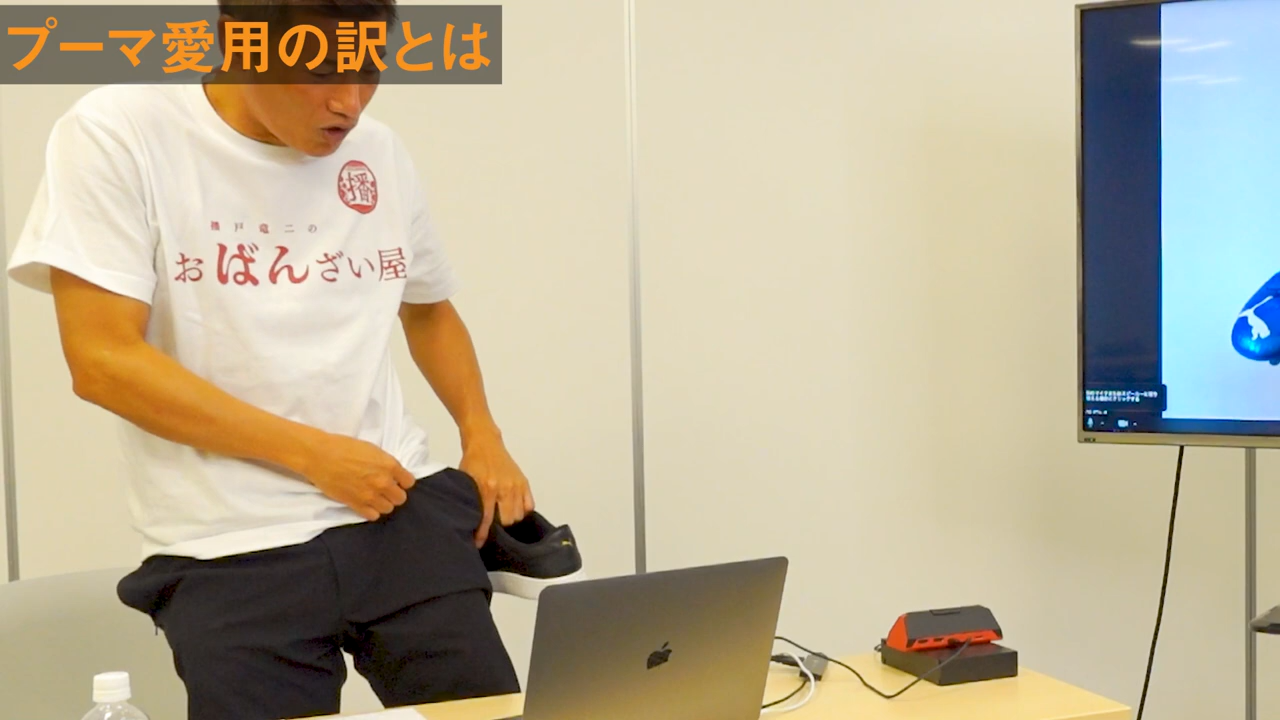 プーマ愛用の訳とは
播
播戸竜二の
おばんざい屋